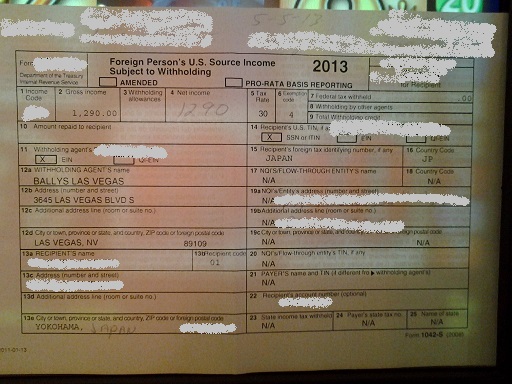 5-5-13
Foreign Person's U.S. Source Income
Subject to Withholding
2013
Department of the Treasury
Internal Revenue Service
AMENDED
PRO-RATA BASIS REPORTING
for Recipient
1 Income Code
2 Gross income
1,290.00
3 Withholding allowances
4 Net income
1290
5 Tax Rate
30
6 Exemption code
4
7 Federal tax withheld
.00
8 Withholding by other agents
9 Total withholding credit
10 Amount repaid to recipient
14 Recipient's U.S. TIN, if any
X SSN or ITIN
EIN
QI-EIN
11 Withholding agent's
X EIN
QI-EIN
15 Recipient's foreign tax identifying number, if any
JAPAN
16 Country Code
JP
12a WITHHOLDING AGENT'S name
BALLYS LAS VEGAS
17 NQI'S/FLOW-THROUGH ENTITY'S name
N/A
18 Country Code
N/A
12b Address (number and street)
3645 LAS VEGAS BLVD S
19a NQI's/Entity's address (number and street)
N/A
12c Additional address line (room or suite no.)
19b Additional address line (room or suite no.)
N/A
12d City or town, province or state, and country, ZIP code or foreign postal code
LAS VEGAS, NV 89109
19c City or town, province or state, and country, ZIP code or foreign postal code
N/A N/A
13a RECIPIENT'S name
13b Recipient code
01
20 NQI's/Flow through entity's TIN, if any
N/A
13c Address (number and street)
21 PAYER'S name and TIN (if different from withholding agent's)
N/A
13d Additional address line (room or suite no.)
22 Recipient's account number (optional)
N/A
13e City or town, province or state, and country, ZIP code or foreign postal code
YOKOHAMA, JAPAN
23 State income tax withheld
N/A
24 Payer's state tax no.
N/A
25 Name of state
N/A
Form 1042-S (2008)